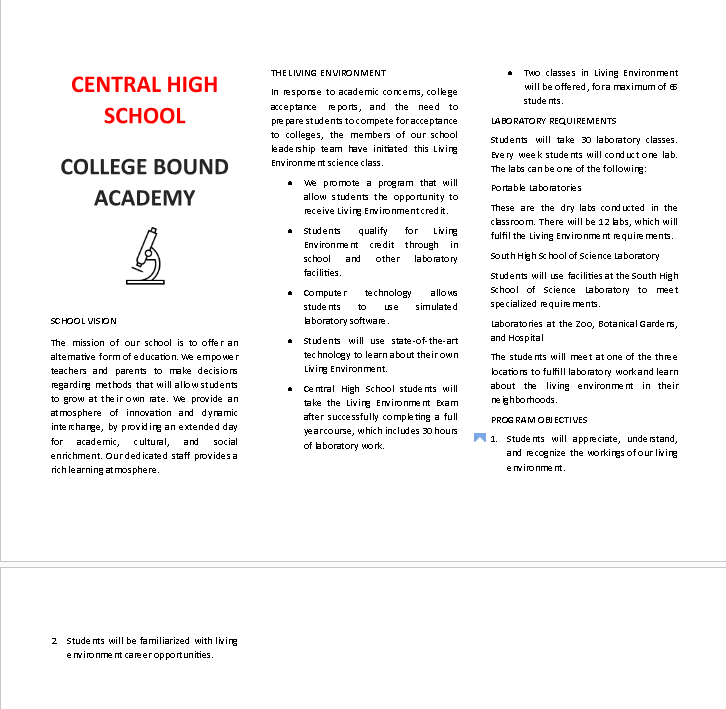 CENTRAL HIGH
SCHOOL
COLLEGE BOUND
ACADEMY
SCHOOL VISION
The mission of our school is to offer an
alternative form of education. We empower
teachers and parents to make decisions
regarding methods that will allow students
to grow at their own rate. We provide an
atmosphere of innovation and dynamic
interchange, by providing an extended day
for academic, cultural, and social
enrichment. Our dedicated staff provides a
rich learning atmosphere.
THE LIVING ENVIRONMENT
In response to academic concerns, college
acceptance reports, and the need to
prepare students to compete for acceptance
to colleges, the members of our school
leadership team have initiated this Living
Environment science class.
• We promote a program that will
allow students the opportunity to
receive Living Environment credit.
• Students qualify for Living
Environment credit through in
school and other laboratory
facilities.
• Computer technology allows
students to use simulated
laboratory software.
• Students will use state-of-the-art
technology to learn about their own
Living Environment.
• Central High School students will
take the Living Environment Exam
after successfully completing a full
year course, which includes 30 hours
of laboratory work.
• Two classes in Living Environment
will be offered, for a maximum of 65
students.
LABORATORY REQUIREMENTS
Students will take 30 laboratory classes.
Every week students will conduct one lab.
The labs can be one of the following:
Portable Laboratories
These are the dry labs conducted in the
classroom. There will be 12 labs, which will
fulfil the Living Environment requirements.
South High School of Science Laboratory
Students will use facilities at the South High
School of Science Laboratory to meet
specialized requirements.
Laboratories at the Zoo, Botanical Gardens,
and Hospital
The students will meet at one of the three
locations to fulfill laboratory work and learn
about the living environment in their
neighborhoods.
PROGRAM OBJECTIVES
1. Students will appreciate, understand,
and recognize the workings of our living
environment.
2. Students will be familiarized with living
environment career opportunities.